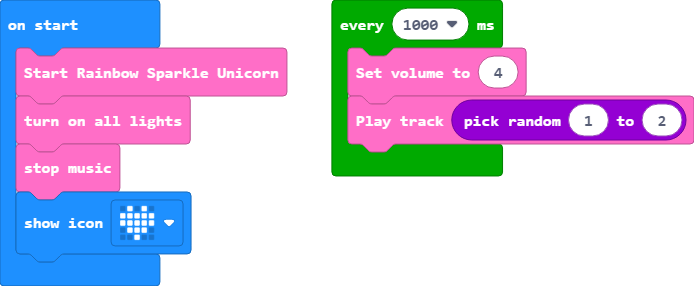 on start
Start Rainbow Sparkle Unicorn
turn on all lights
stop music
show icon
every 1000 ms
Set volume to 4
Play track pick random 1 to 2